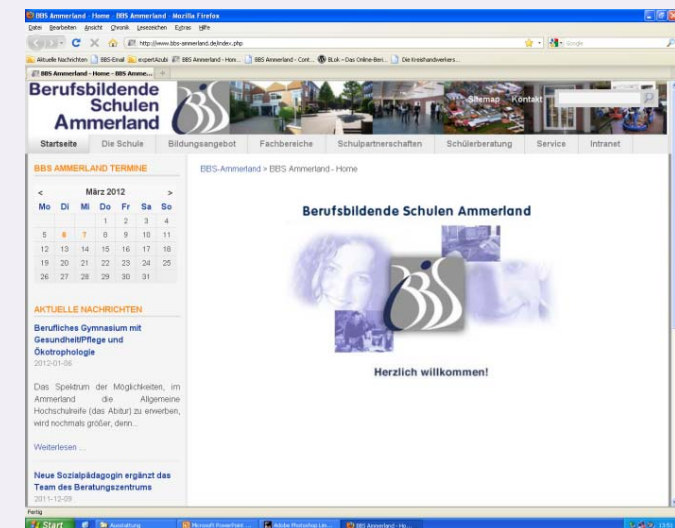 BBS Ammerland - Home - BBS Ammerland - Mozilla Firefox
Datei Bearbeiten Ansicht Chronik Lesezeichen Extras Hilfe
http://www.bbs-ammerland.de/index.php
Google
Aktuelle Nachrichten BBS-Email expertAzubi BBS Ammerland - Hom... BBS Ammerland - Cont... BLok – Das Online-Beri... Die Kreishandwerkers...
BBS Ammerland - Home - BBS Amme...
Berufsbildende
Schulen
Ammerland
Sitemap Kontakt
Startseite Die Schule Bildungsangebot Fachbereiche Schulpartnerschaften Schülerberatung Service Intranet
BBS AMMERLAND TERMINE
BBS-Ammerland > BBS Ammerland - Home
< März 2012 >
Mo Di Mi Do Fr Sa So
1 2 3 4
5 6 7 8 9 10 11
12 13 14 15 16 17 18
19 20 21 22 23 24 25
26 27 28 29 30 31
Berufsbildende Schulen Ammerland
BBS
Herzlich willkommen!
AKTUELLE NACHRICHTEN
Berufliches Gymnasium mit
Gesundheit/Pflege und
Ökotrophologie
2012-01-06
Das Spektrum der Möglichkeiten, im
Ammerland die Allgemeine
Hochschulreife (das Abitur) zu erwerben,
wird nochmals größer, denn...
Weiterlesen ...
Neue Sozialpädagogin ergänzt das
Team des Beratungszentrums
2011-12-09
Fertig
Start Ausstattung Microsoft PowerPoint ... Adobe Photoshop Lig... BBS Ammerland - Ho... 13:51